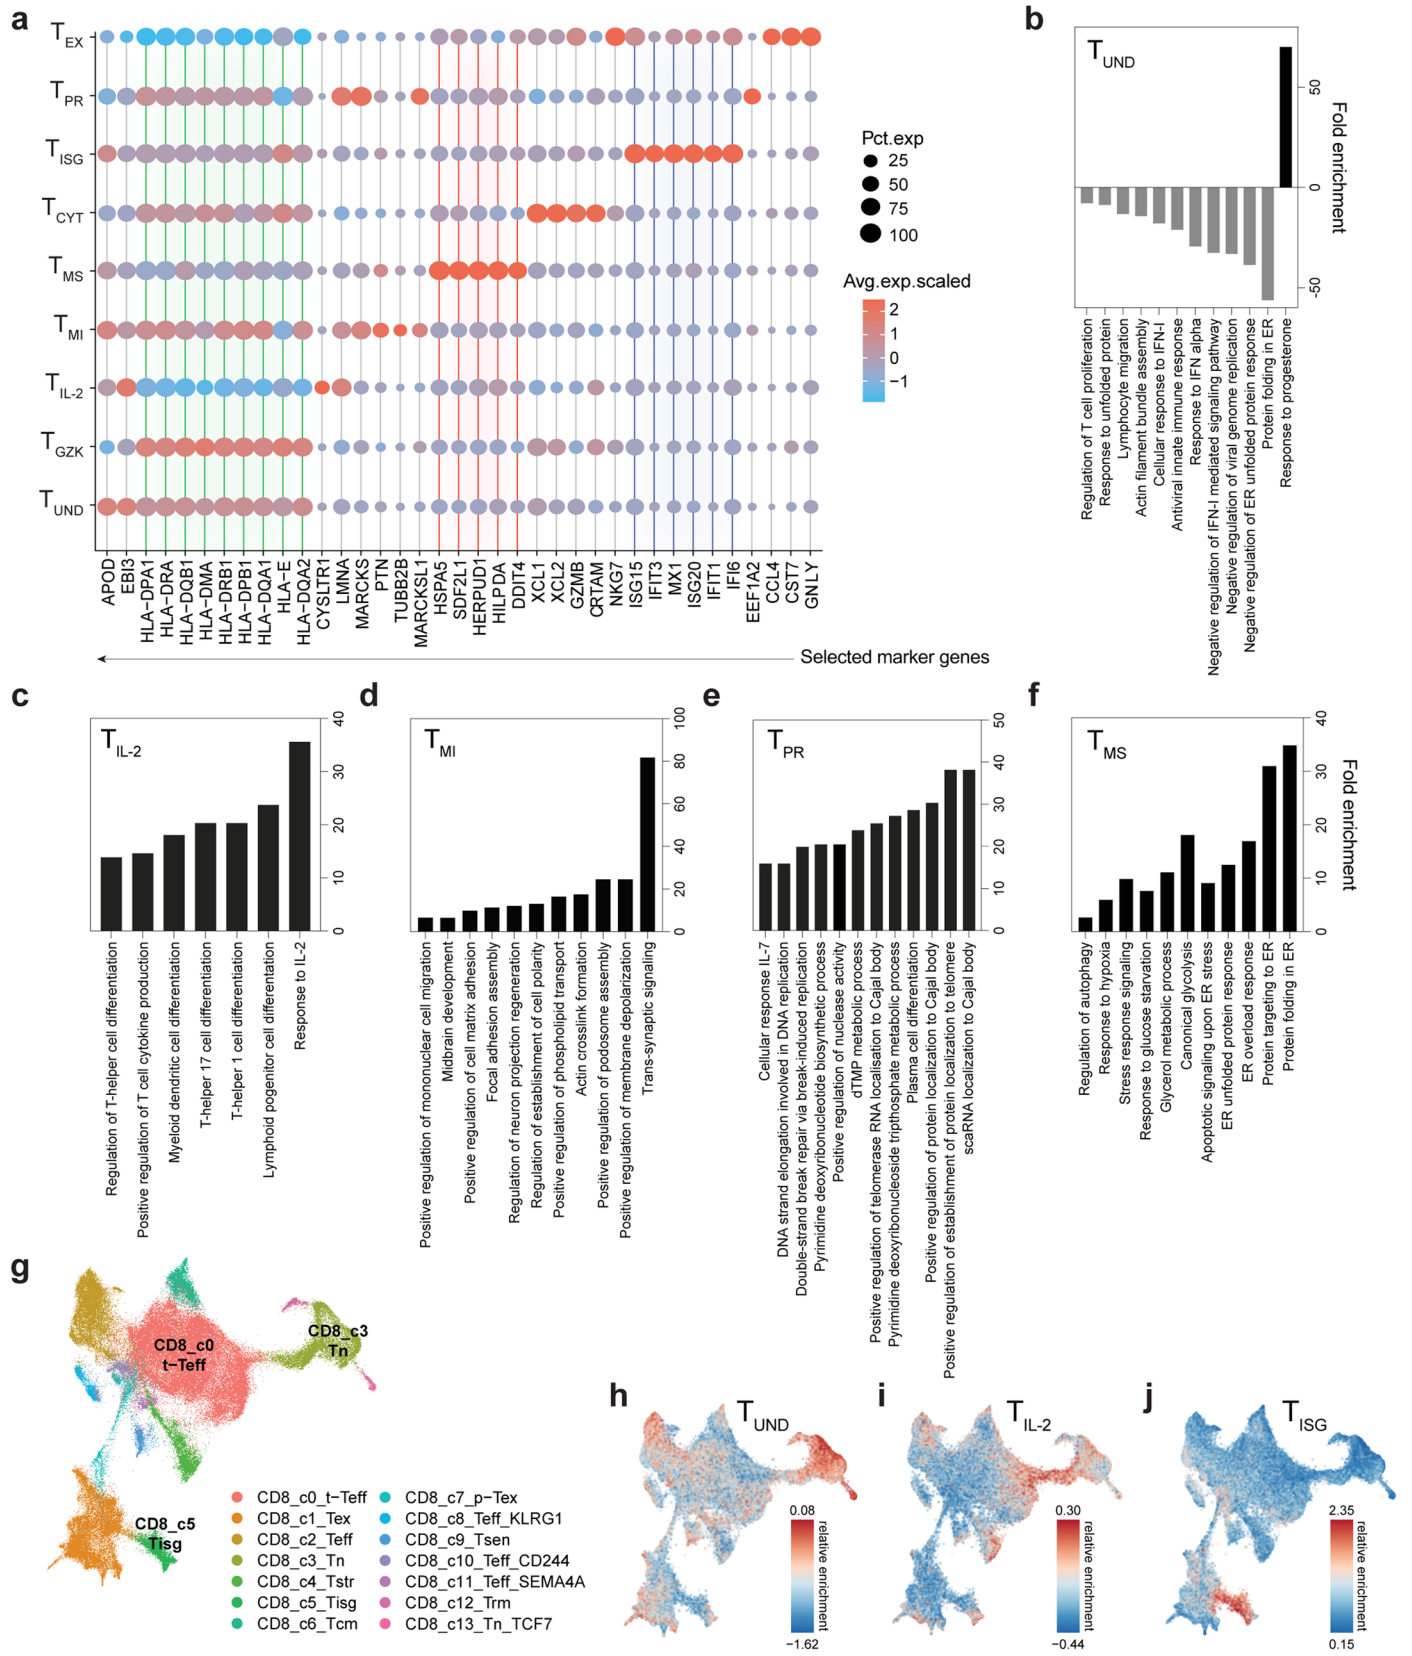 a
T EX
T PR
T ISG
T CYT
T MS
T MI
T IL-2
T GZK
T UND
APOD
EBI3
HLA-DPA1
HLA-DRA
HLA-DQB1
HLA-DMA
HLA-DRB1
HLA-DPB1
HLA-DQA1
HLA-E
HLA-DQA2
CYSLTR1
LMNA
MARCKS
PTN
TUBB2B
MARCKSL1
HSPA5
SDF2L1
HERPUD1
HILPDA
DDIT4
XCL1
XCL2
GZMB
CRTAM
NKG7
ISG15
IFIT3
MX1
ISG20
IFIT1
IFI6
EEF1A2
CCL4
CST7
GNLY
Selected marker genes
Pct.exp
25
50
75
100
Avg.exp.scaled
2
1
0
−1
b
T UND
50
0
-50
Fold enrichment
Regulation of T cell proliferation
Response to unfolded protein
Lymphocyte migration
Actin filament bundle assembly
Cellular response to IFN-I
Antiviral innate immune response
Response to IFN alpha
Negative regulation of IFN-I mediated signaling pathway
Negative regulation of viral genome replication
Negative regulation of ER unfolded protein response
Protein folding in ER
Response to progesterone
c
T IL-2
40
30
20
10
0
Regulation of T-helper cell differentiation
Positive regulation of T cell cytokine production
Myeloid dendritic cell differentiation
T-helper 17 cell differentiation
T-helper 1 cell differentiation
Lymphoid pogenitor cell differentiation
Response to IL-2
d
T MI
100
80
60
40
20
0
Positive regulation of mononuclear cell migration
Midbrain development
Positive regulation of cell matrix adhesion
Focal adhesion assembly
Regulation of neuron projection regeneration
Regulation of establishment of cell polarity
Positive regulation of phospholipid transport
Actin crosslink formation
Positive regulation of podosome assembly
Positive regulation of membrane depolarization
Trans-synaptic signaling
e
T PR
50
40
30
20
10
0
Cellular response IL-7
DNA strand elongation involved in DNA replication
Double-strand break repair via break-induced replication
Pyrimidine deoxyribonucleotide biosynthetic process
Positive regulation of nuclease activity
dTMP metabolic process
Positive regulation of telomerase RNA localisation to Cajal body
Pyrimidine deoxyribonucleoside triphosphate metabolic process
Plasma cell differentiation
Positive regulation of protein localization to Cajal body
Positive regulation of establishment of protein localization to telomere
scaRNA localization to Cajal body
f
T MS
40
30
20
10
0
Fold enrichment
Regulation of autophagy
Response to hypoxia
Stress response signaling
Response to glucose starvation
Glycerol metabolic process
Canonical glycolysis
Apoptotic signaling upon ER stress
ER unfolded protein response
ER overload response
Protein targeting to ER
Protein folding in ER
g
CD8_c0
t−Teff
CD8_c3
Tn
CD8_c5
Tisg
CD8_c0_t−Teff
CD8_c1_Tex
CD8_c2_Teff
CD8_c3_Tn
CD8_c4_Tstr
CD8_c5_Tisg
CD8_c6_Tcm
CD8_c7_p−Tex
CD8_c8_Teff_KLRG1
CD8_c9_Tsen
CD8_c10_Teff_CD244
CD8_c11_Teff_SEMA4A
CD8_c12_Trm
CD8_c13_Tn_TCF7
h
T UND
0.08
relative enrichment
−1.62
i
T IL-2
0.30
relative enrichment
−0.44
j
T ISG
2.35
relative enrichment
0.15